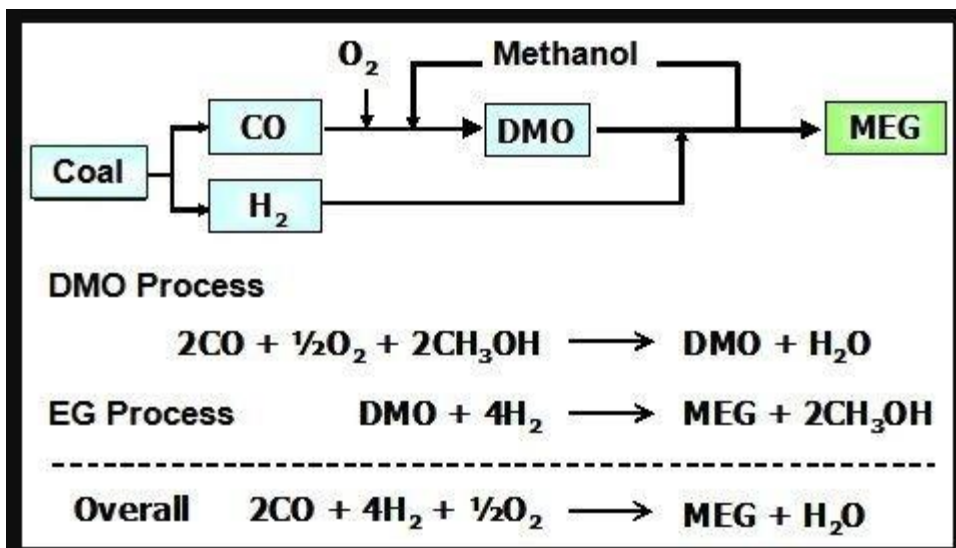 O₂
Methanol
CO
DMO
MEG
Coal
H₂
DMO Process
2CO + ½O₂ + 2CH₃OH ⟶ DMO + H₂O
EG Process DMO + 4H₂ ⟶ MEG + 2CH₃OH
Overall 2CO + 4H₂ + ½O₂ ⟶ MEG + H₂O